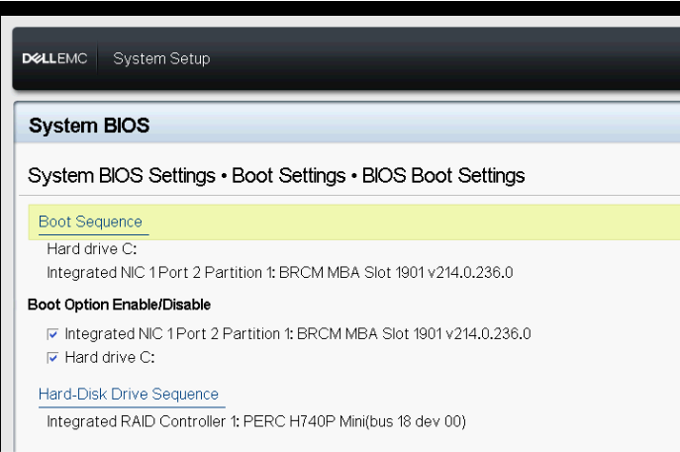 DELLEMC System Setup
System BIOS
System BIOS Settings • Boot Settings • BIOS Boot Settings
Boot Sequence
Hard drive C:
Integrated NIC 1 Port 2 Partition 1: BRCM MBA Slot 1901 v214.0.236.0
Boot Option Enable/Disable
Integrated NIC 1 Port 2 Partition 1: BRCM MBA Slot 1901 v214.0.236.0
Hard drive C:
Hard-Disk Drive Sequence
Integrated RAID Controller 1: PERC H740P Mini(bus 18 dev 00)